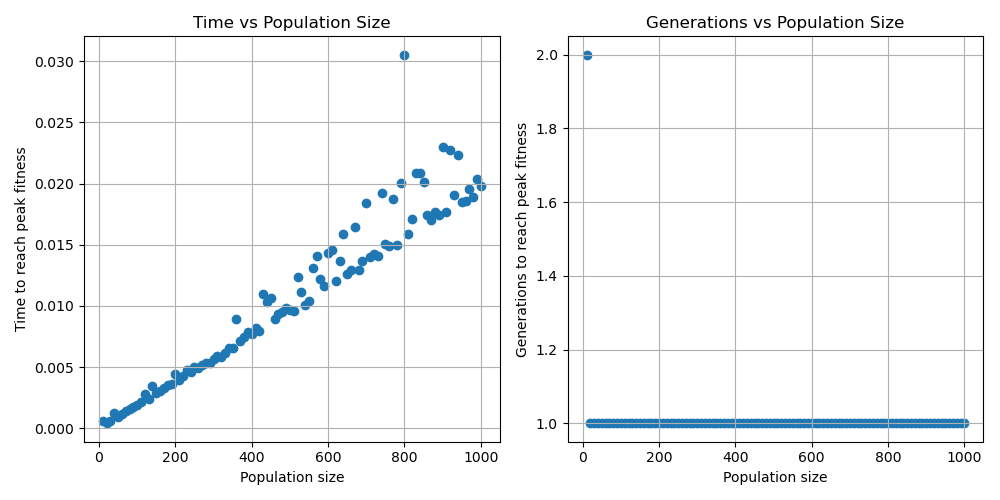 Time vs Population Size
Time to reach peak fitness
0.030
0.025
0.020
0.015
0.010
0.005
0.000
0 200 400 600 800 1000
Population size
Generations vs Population Size
Generations to reach peak fitness
2.0
1.8
1.6
1.4
1.2
1.0
0 200 400 600 800 1000
Population size